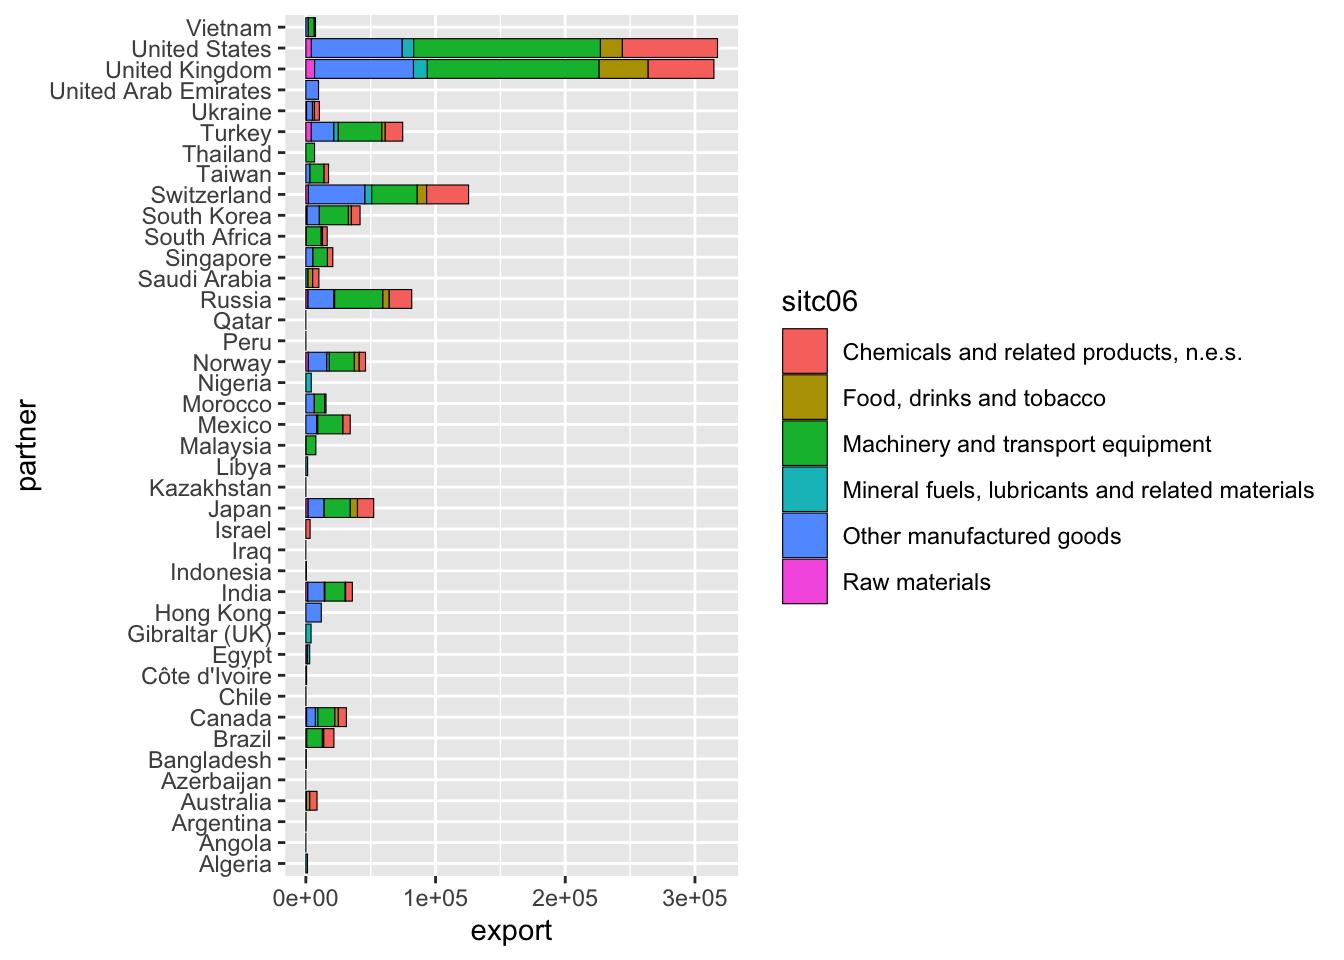 Vietnam
United States
United Kingdom
United Arab Emirates
Ukraine
Turkey
Thailand
Taiwan
Switzerland
South Korea
South Africa
Singapore
Saudi Arabia
Russia
Qatar
Peru
Norway
Nigeria
Morocco
Mexico
Malaysia
Libya
Kazakhstan
Japan
Israel
Iraq
Indonesia
India
Hong Kong
Gibraltar (UK)
Egypt
Côte d'Ivoire
Chile
Canada
Brazil
Bangladesh
Azerbaijan
Australia
Argentina
Angola
Algeria
partner
0e+00 1e+05 2e+05 3e+05
export
sitc06
Chemicals and related products, n.e.s.
Food, drinks and tobacco
Machinery and transport equipment
Mineral fuels, lubricants and related materials
Other manufactured goods
Raw materials